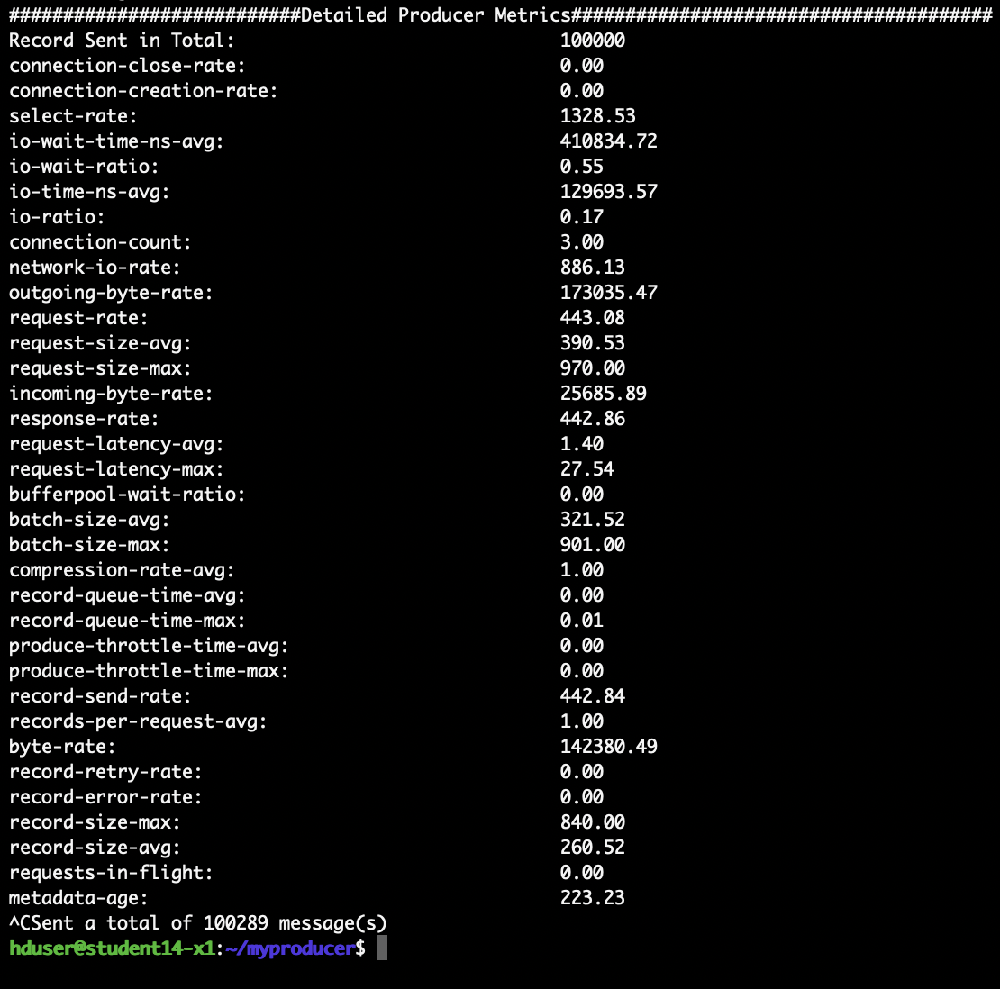 ###########################Detailed Producer Metrics#######################################
Record Sent in Total: 100000
connection-close-rate: 0.00
connection-creation-rate: 0.00
select-rate: 1328.53
io-wait-time-ns-avg: 410834.72
io-wait-ratio: 0.55
io-time-ns-avg: 129693.57
io-ratio: 0.17
connection-count: 3.00
network-io-rate: 886.13
outgoing-byte-rate: 173035.47
request-rate: 443.08
request-size-avg: 390.53
request-size-max: 970.00
incoming-byte-rate: 25685.89
response-rate: 442.86
request-latency-avg: 1.40
request-latency-max: 27.54
bufferpool-wait-ratio: 0.00
batch-size-avg: 321.52
batch-size-max: 901.00
compression-rate-avg: 1.00
record-queue-time-avg: 0.00
record-queue-time-max: 0.01
produce-throttle-time-avg: 0.00
produce-throttle-time-max: 0.00
record-send-rate: 442.84
records-per-request-avg: 1.00
byte-rate: 142380.49
record-retry-rate: 0.00
record-error-rate: 0.00
record-size-max: 840.00
record-size-avg: 260.52
requests-in-flight: 0.00
metadata-age: 223.23
^CSent a total of 100289 message(s)
hduser@student14-x1:~/myproducer$